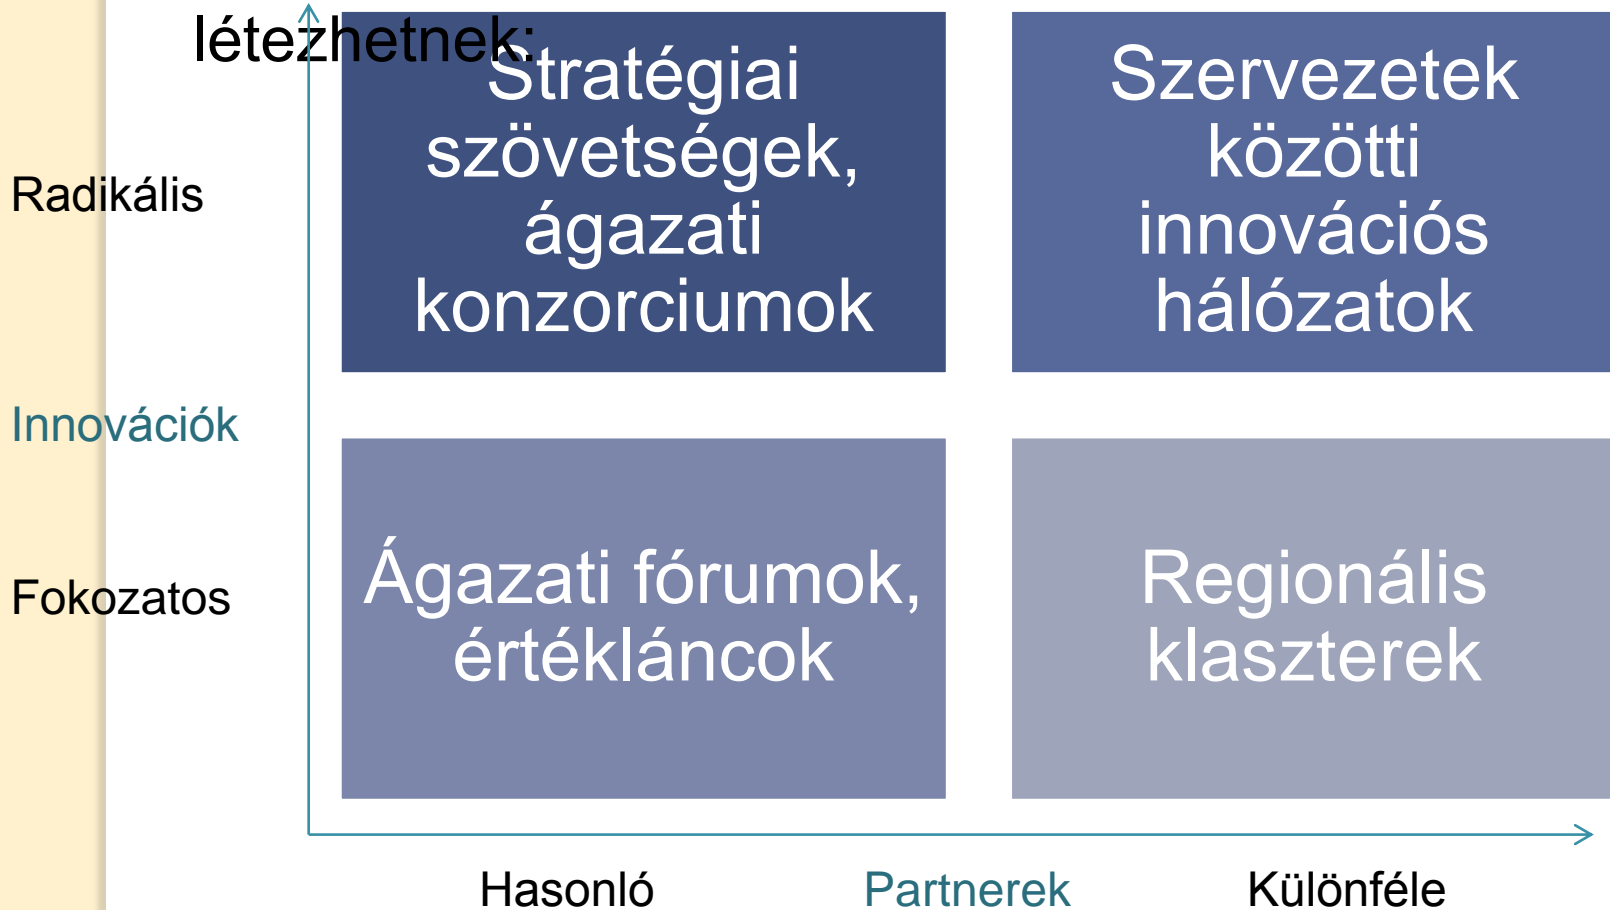 létezhetnek:
Stratégiai
szövetségek,
ágazati
konzorciumok
Szervezetek
közötti
innovációs
hálózatok
Radikális
Innovációk
Fokozatos
Ágazati fórumok,
értékláncok
Regionális
klaszterek
Hasonló
Partnerek
Különféle